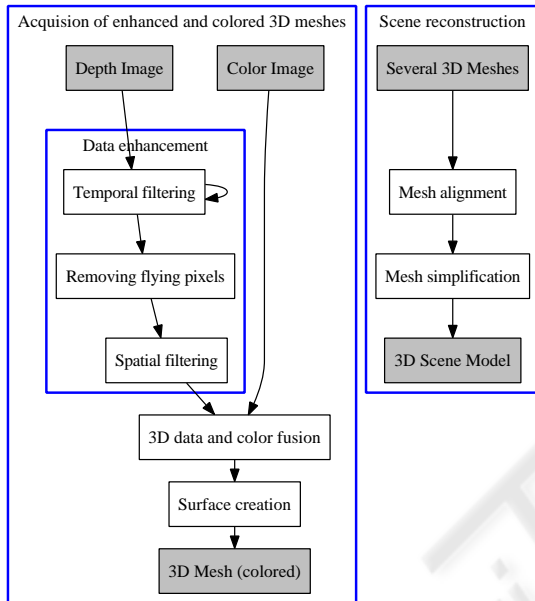 Acquision of enhanced and colored 3D meshes
Depth Image
Color Image
Data enhancement
Temporal filtering
Removing flying pixels
Spatial filtering
3D data and color fusion
Surface creation
3D Mesh (colored)
Scene reconstruction
Several 3D Meshes
Mesh alignment
Mesh simplification
3D Scene Model